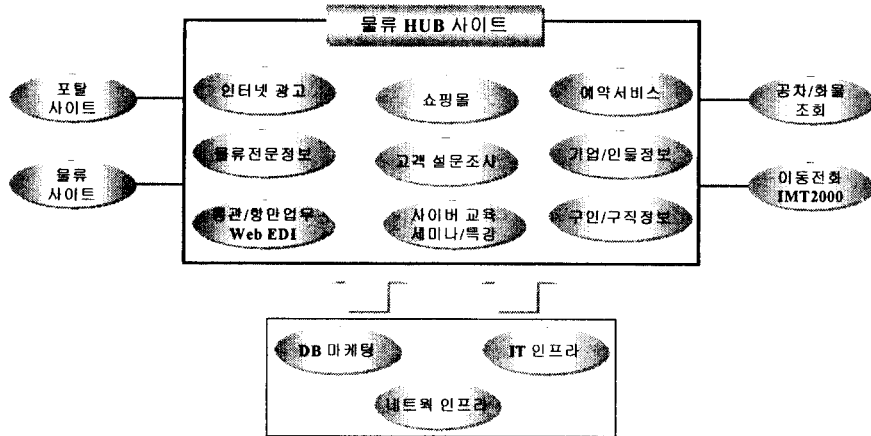 물류 HUB 사이트
포탈
사이트
인터넷 광고
쇼핑몰
예약서비스
공차/화물
조회
물류전문정보
고객 설문조사
기업/인물정보
물류
사이트
이동전화
IMT2000
통관/항만업무
Web EDI
사이버 교육
세미나/특강
구인/구직정보
DB 마케팅
IT 인프라
네트웍 인프라